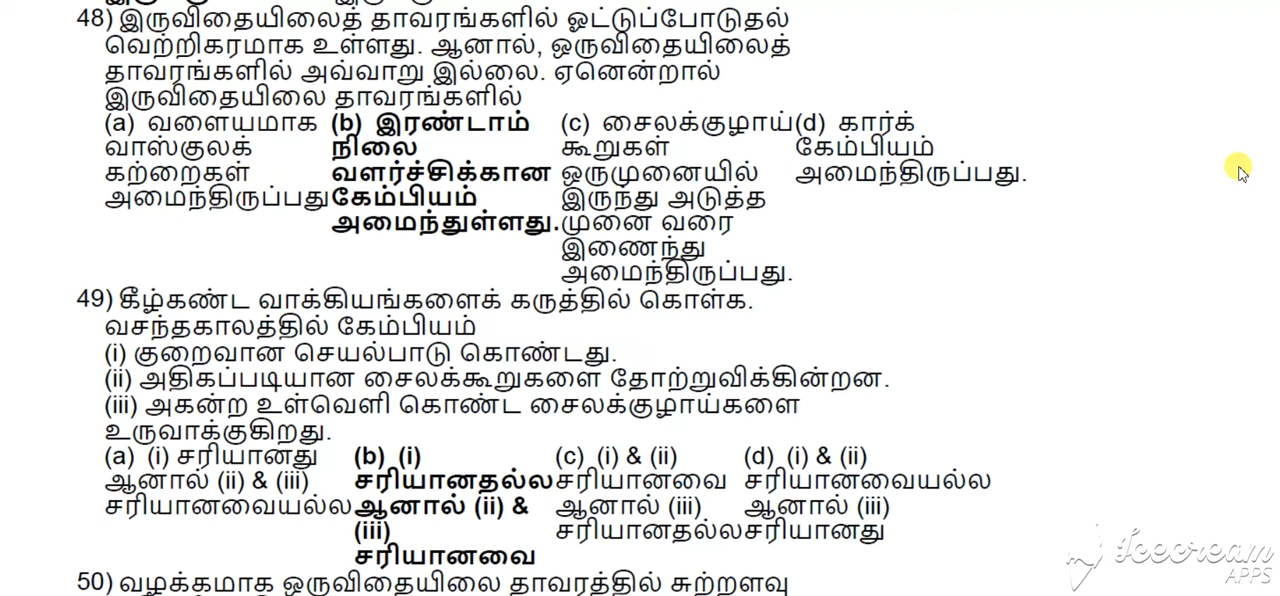 48) இருவிதையிலைத் தாவரங்களில் ஓட்டுப்போடுதல்
வெற்றிகரமாக உள்ளது. ஆனால், ஒருவிதையிலைத்
தாவரங்களில் அவ்வாறு இல்லை. ஏனென்றால்
இருவிதையிலை தாவரங்களில்
(a) வளையமாக (b) இரண்டாம் (c) சைலக்குழாய் (d) கார்க்
வாஸ்குலக் நிலை கூறுகள் கேம்பியம்
கற்றைகள் வளர்ச்சிக்கான ஒருமுனையில் அமைந்திருப்பது.
அமைந்திருப்பது கேம்பியம் இருந்து அடுத்த
அமைந்துள்ளது. முனை வரை
இணைந்து
அமைந்திருப்பது.
49) கீழ்கண்ட வாக்கியங்களைக் கருத்தில் கொள்க.
வசந்தகாலத்தில் கேம்பியம்
(i) குறைவான செயல்பாடு கொண்டது.
(ii) அதிகப்படியான சைலக்கூறுகளை தோற்றுவிக்கின்றன.
(iii) அகன்ற உள்வெளி கொண்ட சைலக்குழாய்களை
உருவாக்குகிறது.
(a) (i) சரியானது (b) (i) (c) (i) & (ii) (d) (i) & (ii)
ஆனால் (ii) & (iii) சரியானதல்ல சரியானவை சரியானவையல்ல
சரியானவையல்ல ஆனால் (ii) & ஆனால் (iii) ஆனால் (iii)
(iii) சரியானதல்ல சரியானது
சரியானவை
50) வழக்கமாக ஒருவிதையிலை தாவரத்தில் சுற்றளவு
Icecream
APPS